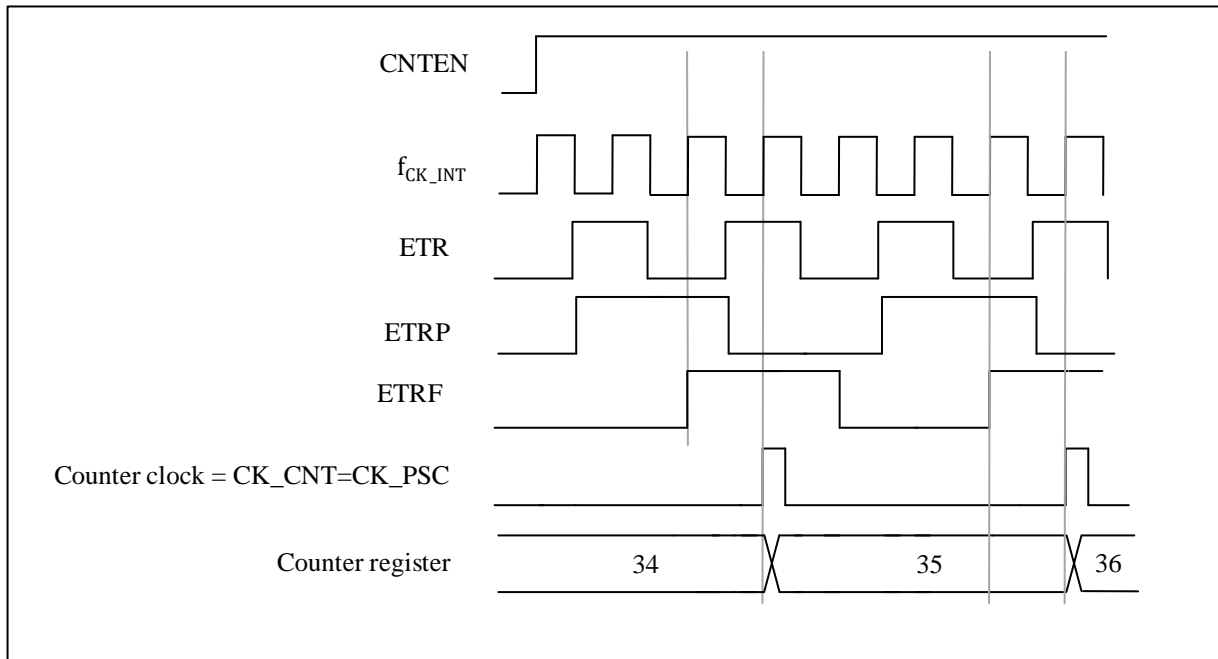 CNTEN
fCK_INT
ETR
ETRP
ETRF
Counter clock = CK_CNT=CK_PSC
Counter register 34 35 36